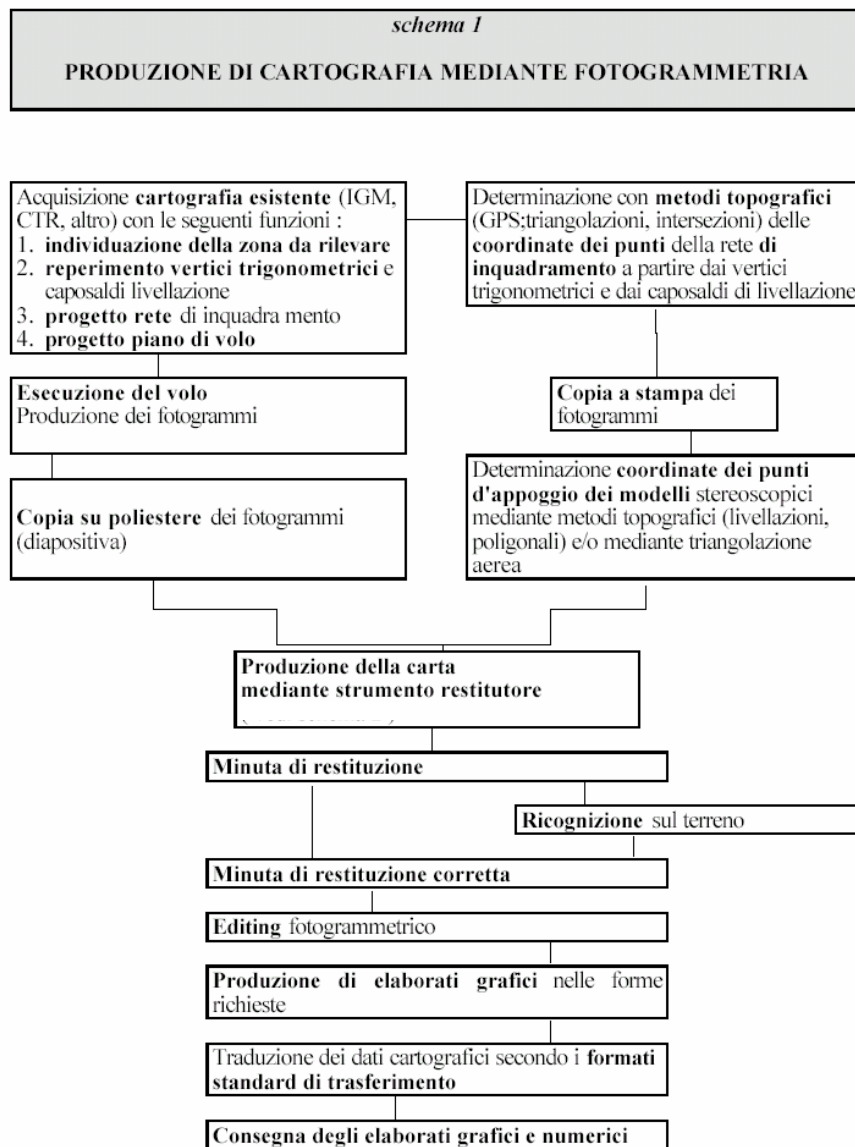 schema 1
PRODUZIONE DI CARTOGRAFIA MEDIANTE FOTOGRAMMETRIA
Acquisizione cartografia esistente (IGM,
CTR, altro) con le seguenti funzioni :
1. individuazione della zona da rilevare
2. reperimento vertici trigonometrici e
caposaldi livellazione
3. progetto rete di inquadra mento
4. progetto piano di volo
Determinazione con metodi topografici
(GPS;triangolazioni, intersezioni) delle
coordinate dei punti della rete di
inquadramento a partire dai vertici
trigonometrici e dai caposaldi di livellazione
Esecuzione del volo
Produzione dei fotogrammi
Copia a stampa dei
fotogrammi
Copia su poliestere dei fotogrammi
(diapositiva)
Determinazione coordinate dei punti
d'appoggio dei modelli stereoscopici
mediante metodi topografici (livellazioni,
poligonali) e/o mediante triangolazione
aerea
Produzione della carta
mediante strumento restitutore
Minuta di restituzione
Ricognizione sul terreno
Minuta di restituzione corretta
Editing fotogrammetrico
Produzione di elaborati grafici nelle forme
richieste
Traduzione dei dati cartografici secondo i formati
standard di trasferimento
Consegna degli elaborati grafici e numerici